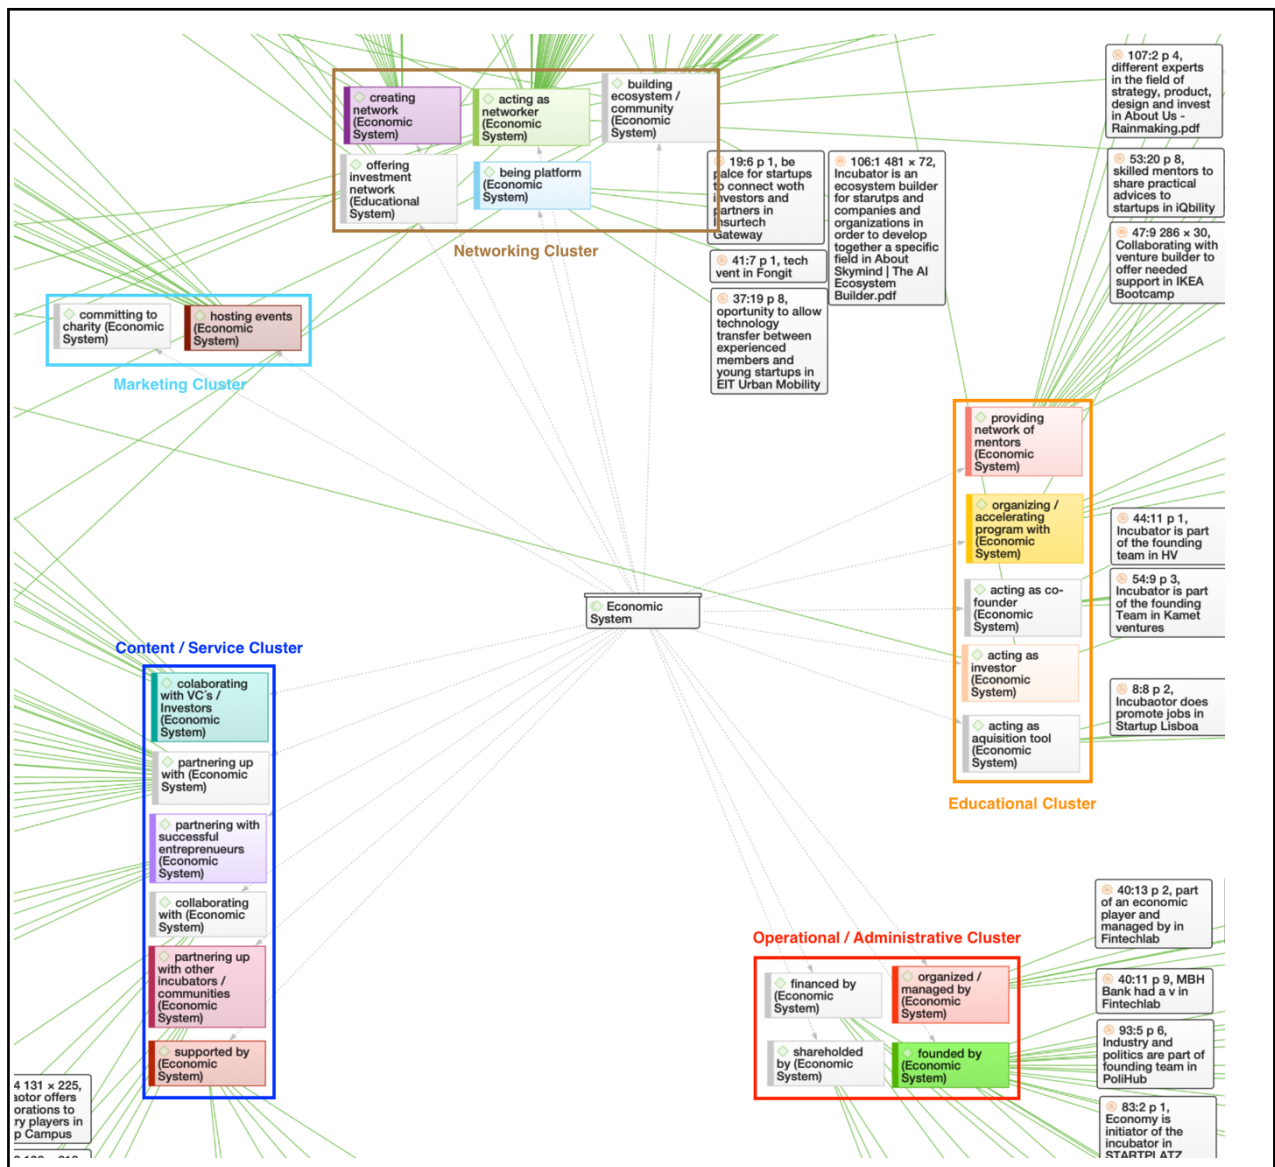 creating
network
(Economic
System)
acting as
networker
(Economic
System)
building
ecosystem /
community
(Economic
System)
offering
investment
network
(Educational
System)
being platform
(Economic
System)
Networking Cluster
107:2 p 4,
different experts
in the field of
strategy, product,
design and invest
in About Us -
Rainmaking.pdf
19:6 p 1, be
palce for startups
to connect woth
investors and
partners in
Insurtech
Gateway
106:1 481 × 72,
Incubator is an
ecosystem builder
for starutps and
companies and
organizations in
order to develop
together a specific
field in About
Skymind | The AI
Ecosystem
Builder.pdf
53:20 p 8,
skilled mentors to
share practical
advices to
startups in iQbility
47:9 286 × 30,
Collaborating with
venture builder to
offer needed
support in IKEA
Bootcamp
41:7 p 1, tech
vent in Fongit
37:19 p 8,
oportunity to allow
technology
transfer between
experienced
members and
young startups in
EIT Urban Mobility
committing to
charity (Economic
System)
hosting events
(Economic
System)
Marketing Cluster
providing
network of
mentors
(Economic
System)
organizing /
accelerating
program with
(Economic
System)
acting as co-
founder
(Economic
System)
acting as
investor
(Economic
System)
acting as
aquisition tool
(Economic
System)
Educational Cluster
44:11 p 1,
Incubator is part
of the founding
team in HV
54:9 p 3,
Incubator is part
of the founding
Team in Kamet
ventures
8:8 p 2,
Incubaotor does
promote jobs in
Startup Lisboa
Economic
System
Content / Service Cluster
colaborating
with VC´s /
Investors
(Economic
System)
partnering up
with (Economic
System)
partnering with
successful
entreprenueurs
(Economic
System)
collaborating
with (Economic
System)
partnering up
with other
incubators /
communities
(Economic
System)
supported by
(Economic
System)
Operational / Administrative Cluster
financed by
(Economic
System)
organized /
managed by
(Economic
System)
shareholded
by (Economic
System)
founded by
(Economic
System)
40:13 p 2, part
of an economic
player and
managed by in
Fintechlab
40:11 p 9, MBH
Bank had a v in
Fintechlab
93:5 p 6,
Industry and
politics are part of
founding team in
PoliHub
83:2 p 1,
Economy is
initiator of the
incubator in
STARTPLATZ
4 131 × 225,
aotor offers
orations to
ry players in
p Campus